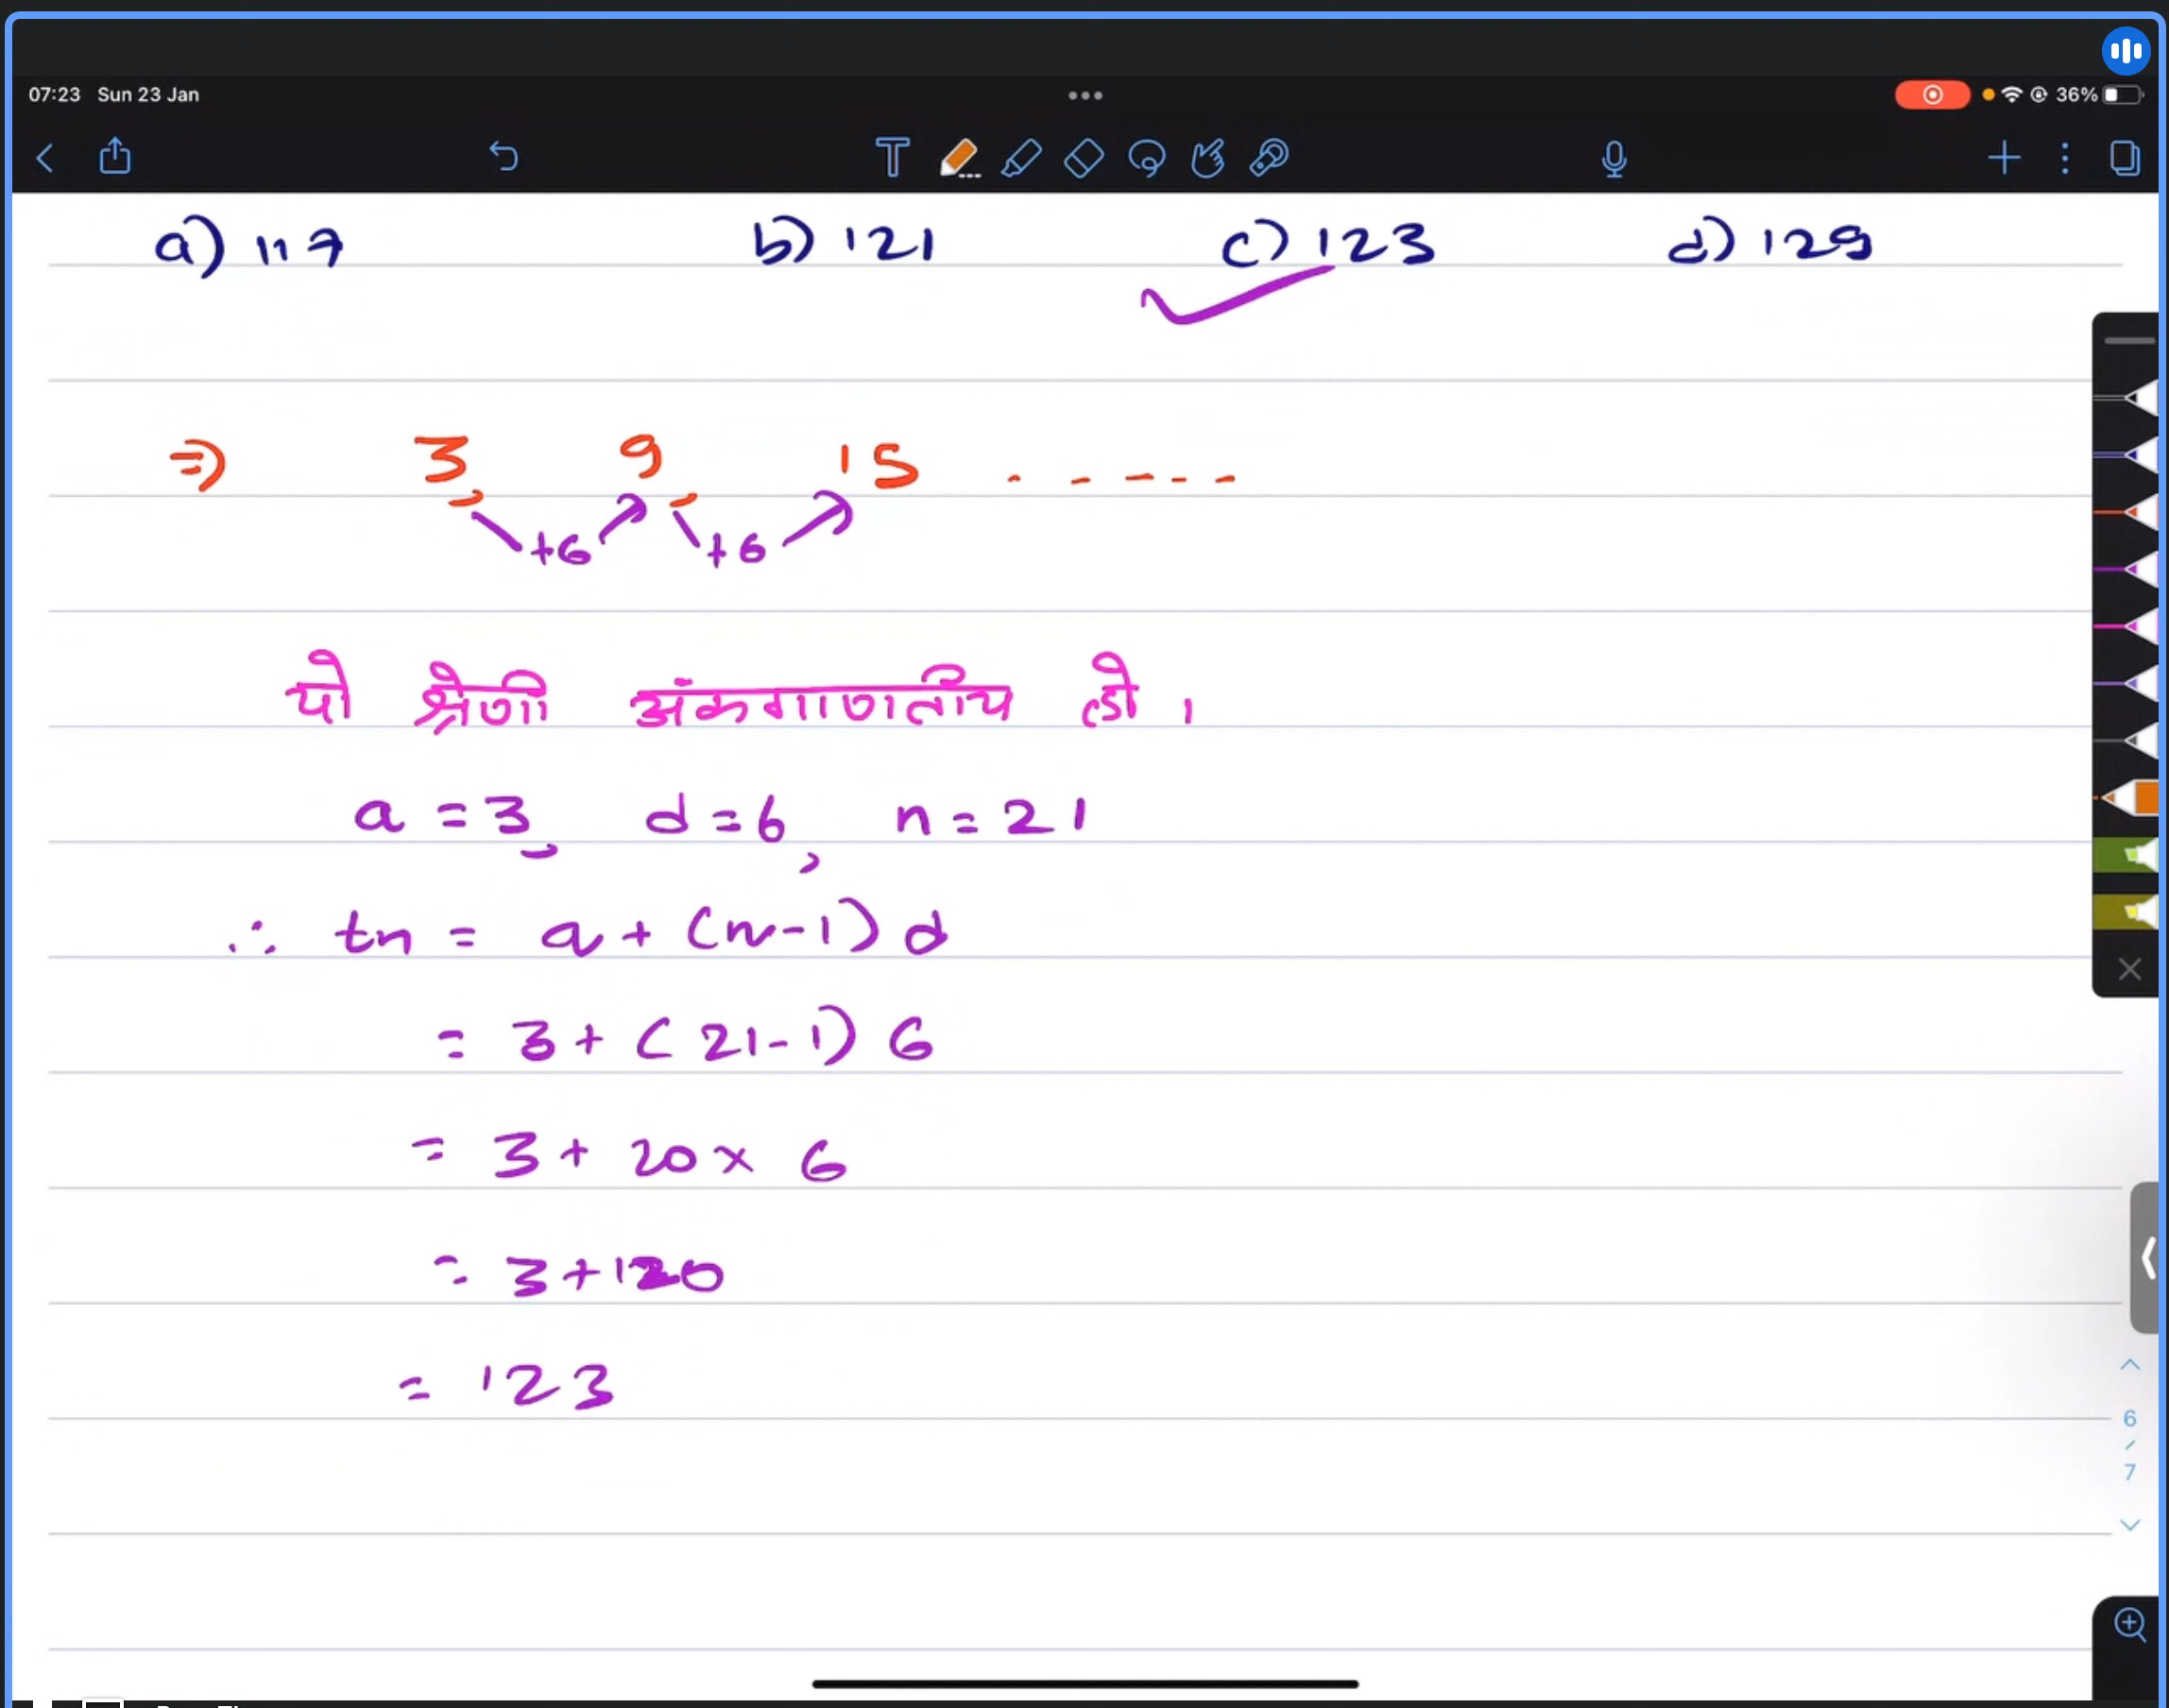 07:23 Sun 23 Jan 36%
a) 117 b) 121 c) 123 d) 129
⇒ 3, 9, 15 . - - - -
+6 +6
यो श्रेणी अंकगाणितीय हो ।
a = 3, d = 6, n = 21
∴ tn = a + (n-1) d
= 3 + (21-1) 6
= 3 + 20 × 6
= 3 + 120
= 123
6
/
7